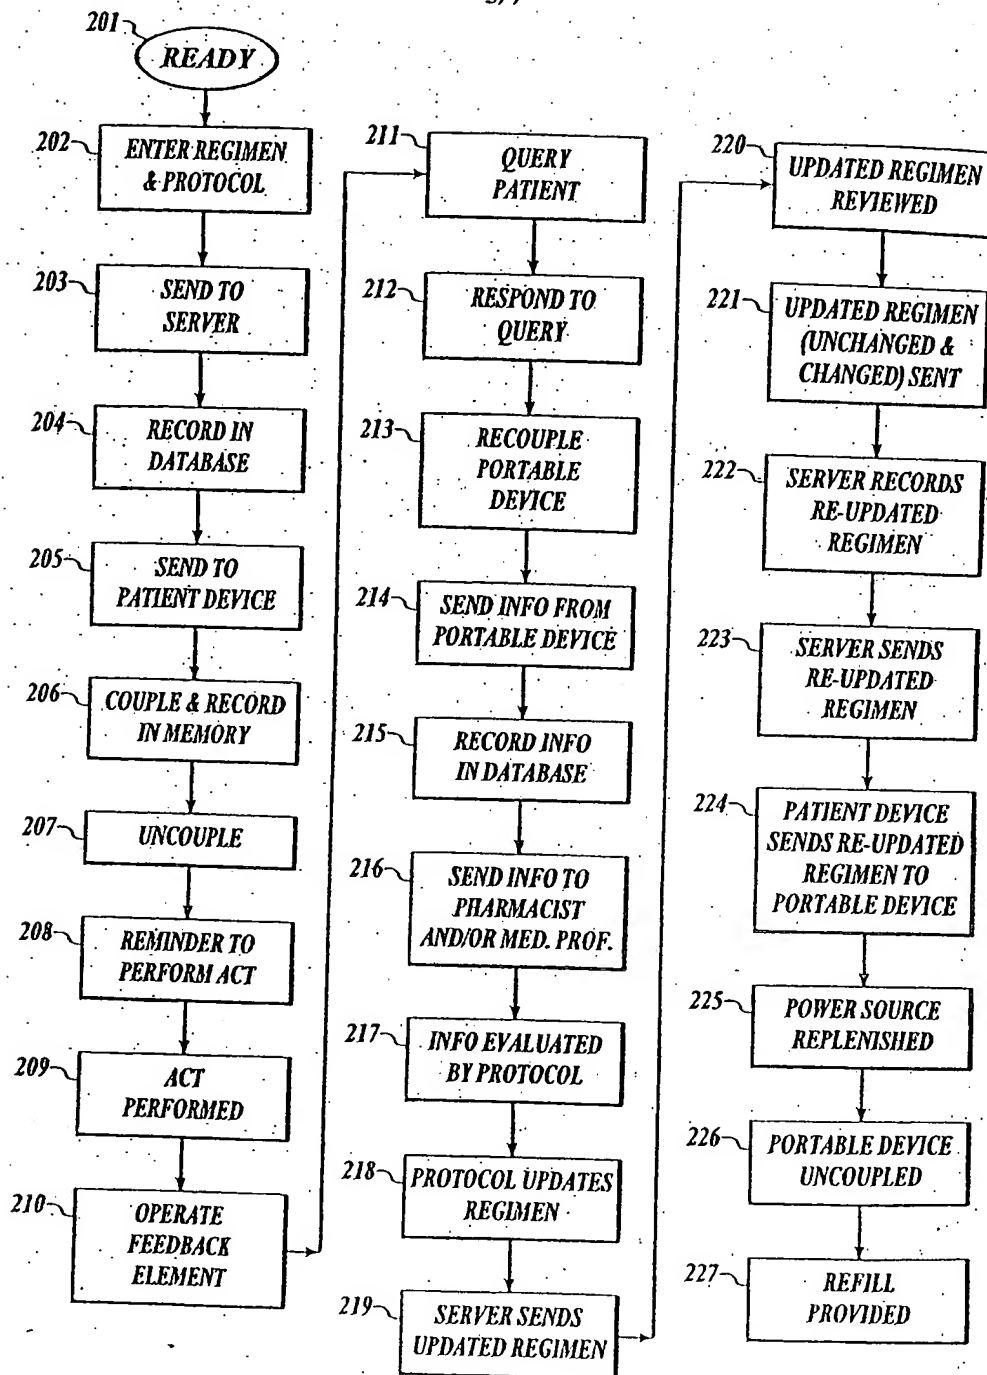 201
READY
202
ENTER REGIMEN
& PROTOCOL
203
SEND TO
SERVER
204
RECORD IN
DATABASE
205
SEND TO
PATIENT DEVICE
206
COUPLE & RECORD
IN MEMORY
207
UNCOUPLE
208
REMINDER TO
PERFORM ACT
209
ACT
PERFORMED
210
OPERATE
FEEDBACK
ELEMENT
211
QUERY
PATIENT
212
RESPOND TO
QUERY
213
RECOUPLE
PORTABLE
DEVICE
214
SEND INFO FROM
PORTABLE DEVICE
215
RECORD INFO
IN DATABASE
216
SEND INFO TO
PHARMACIST
AND/OR MED. PROF.
217
INFO EVALUATED
BY PROTOCOL
218
PROTOCOL UPDATES
REGIMEN
219
SERVER SENDS
UPDATED REGIMEN
220
UPDATED REGIMEN
REVIEWED
221
UPDATED REGIMEN
(UNCHANGED &
CHANGED) SENT
222
SERVER RECORDS
RE-UPDATED
REGIMEN
223
SERVER SENDS
RE-UPDATED
REGIMEN
224
PATIENT DEVICE
SENDS RE-UPDATED
REGIMEN TO
PORTABLE DEVICE
225
POWER SOURCE
REPLENISHED
226
PORTABLE DEVICE
UNCOUPLED
227
REFILL
PROVIDED